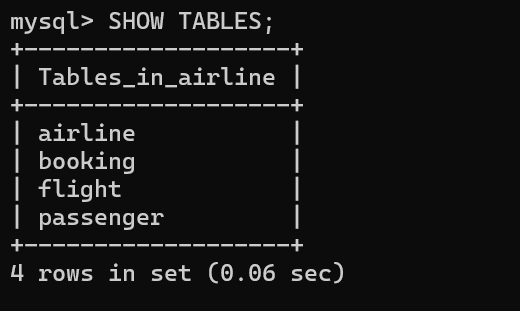 mysql> SHOW TABLES;
+-------------------+
| Tables_in_airline |
+-------------------+
| airline           |
| booking           |
| flight            |
| passenger         |
+-------------------+
4 rows in set (0.06 sec)